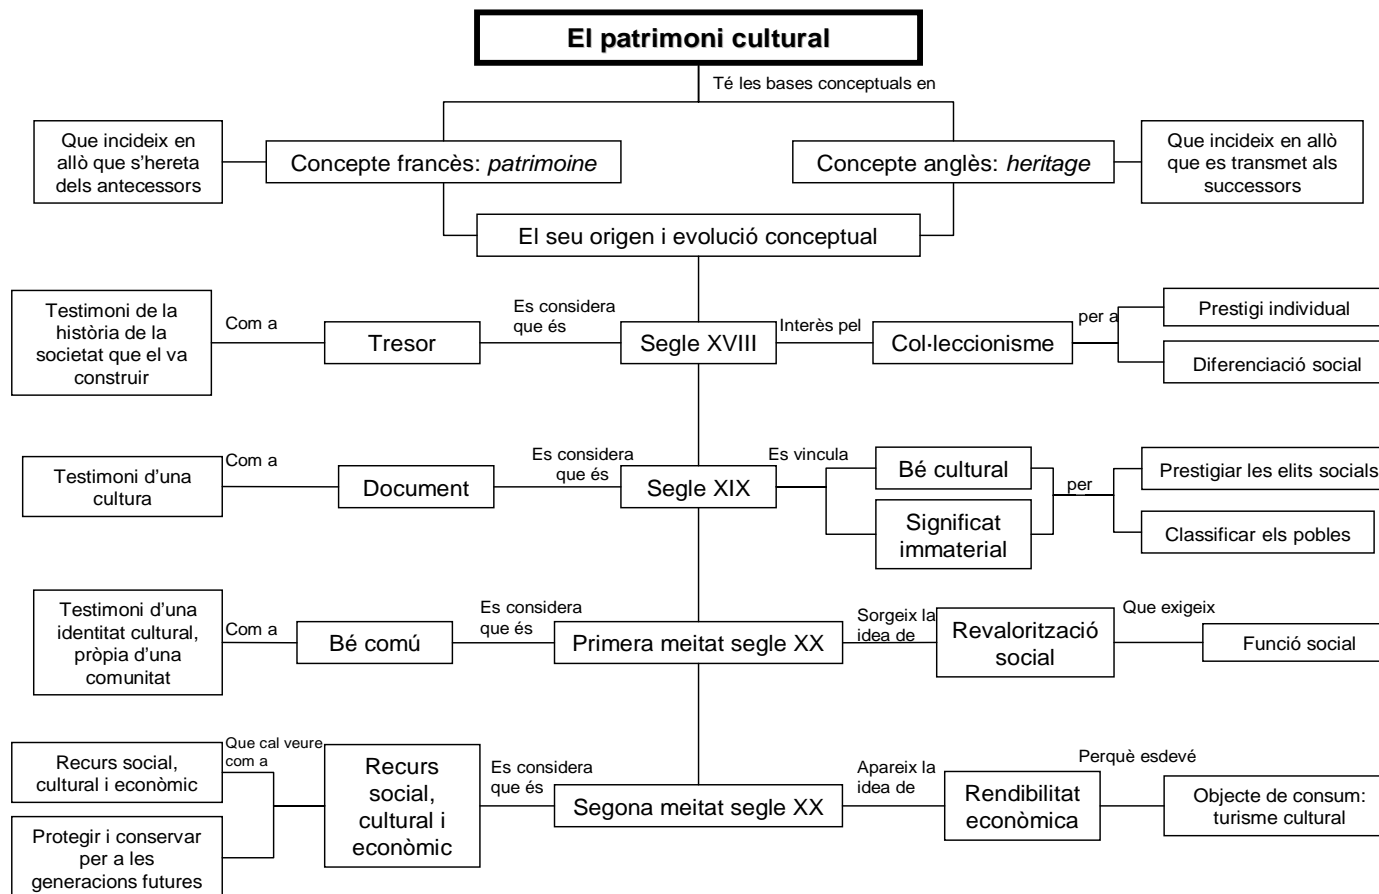 El patrimoni cultural
Té les bases conceptuals en
Que incideix en
allò que s’hereta
dels antecessors
Concepte francès: patrimoine
Concepte anglès: heritage
Que incideix en allò
que es transmet als
successors
El seu origen i evolució conceptual
Testimoni de la
història de la
societat que el va
construir
Com a
Tresor
Es considera
que és
Segle XVIII
Interès pel
Col·leccionisme
per a
Prestigi individual
Diferenciació social
Testimoni d’una
cultura
Com a
Document
Es considera
que és
Segle XIX
Es vincula
Bé cultural
Significat
immaterial
per
Prestigiar les elits socials
Classificar els pobles
Testimoni d’una
identitat cultural,
pròpia d’una
comunitat
Com a
Bé comú
Es considera
que és
Primera meitat segle XX
Sorgeix la
idea de
Revalorització
social
Que exigeix
Funció social
Recurs social,
cultural i econòmic
Protegir i conservar
per a les
generacions futures
Que cal veure
com a
Recurs
social,
cultural i
econòmic
Es considera
que és
Segona meitat segle XX
Apareix la
idea de
Rendibilitat
econòmica
Perquè esdevé
Objecte de consum:
turisme cultural